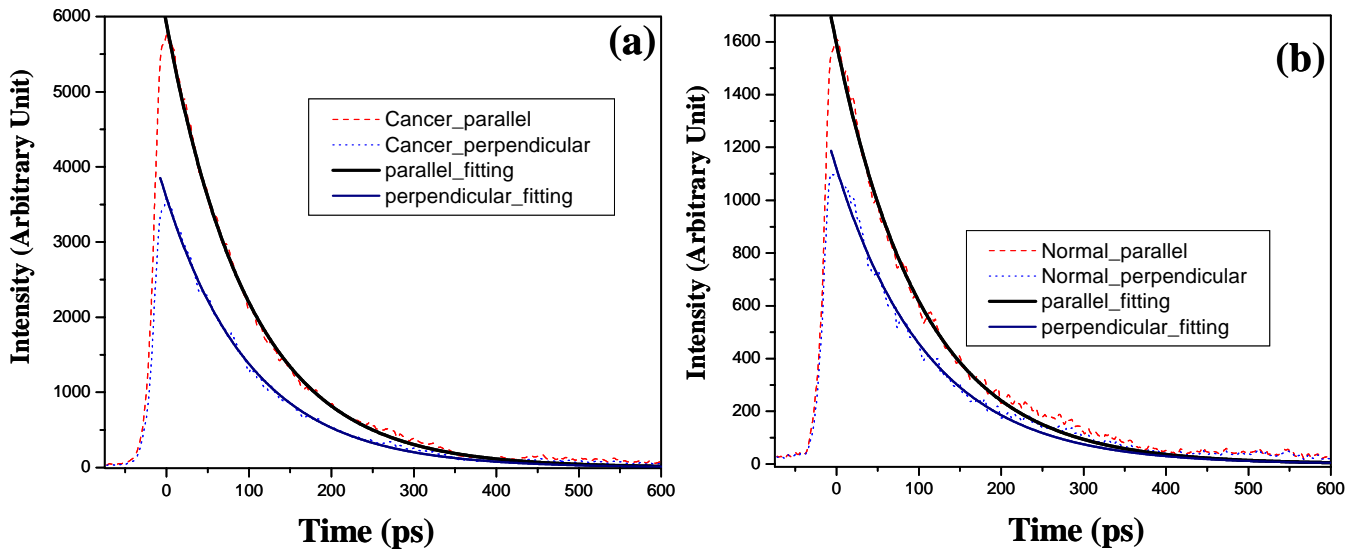 (a)
6000
5000
4000
3000
2000
1000
0
Intensity (Arbitrary Unit)
Cancer_parallel
Cancer_perpendicular
parallel_fitting
perpendicular_fitting
0 100 200 300 400 500 600
Time (ps)
(b)
1600
1400
1200
1000
800
600
400
200
0
Intensity (Arbitrary Unit)
Normal_parallel
Normal_perpendicular
parallel_fitting
perpendicular_fitting
0 100 200 300 400 500 600
Time (ps)